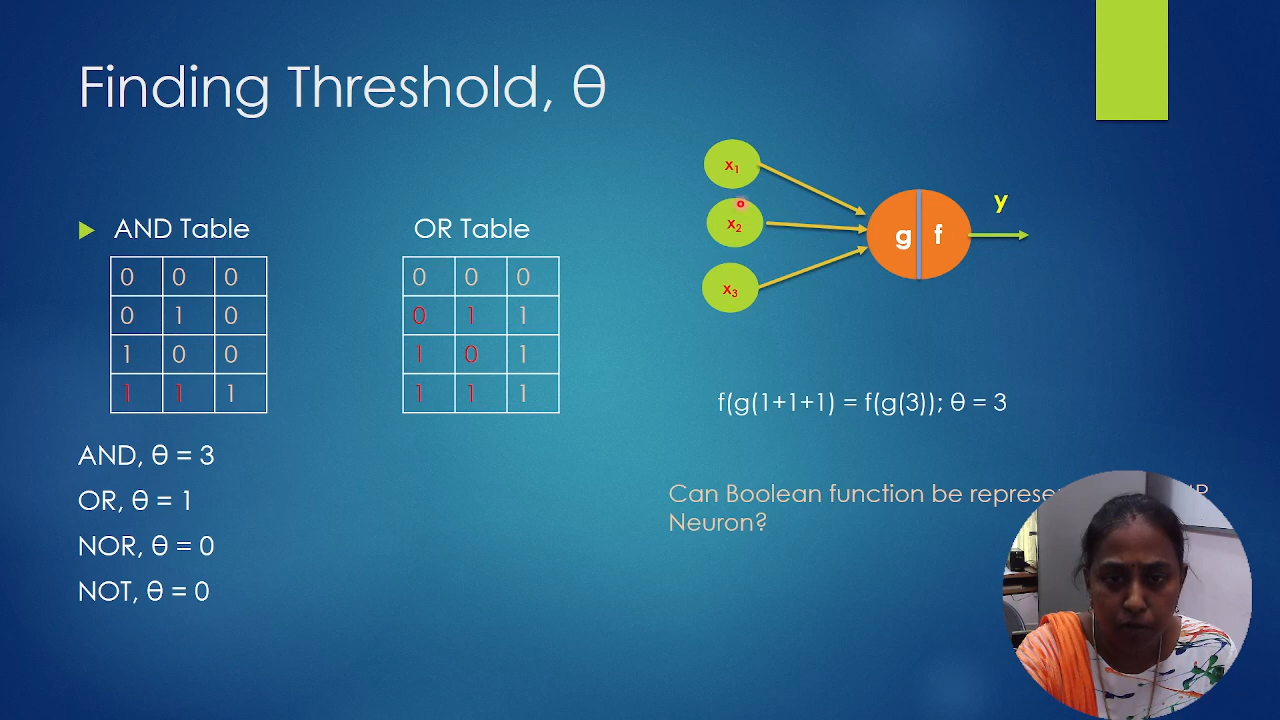 Finding Threshold, θ
AND Table
0 0 0
0 1 0
1 0 0
1 1 1
OR Table
0 0 0
0 1 1
1 0 1
1 1 1
AND, θ = 3
OR, θ = 1
NOR, θ = 0
NOT, θ = 0
x₁
x₂
x₃
g f
y
f(g(1+1+1) = f(g(3)); θ = 3
Can Boolean function be
Neuron?